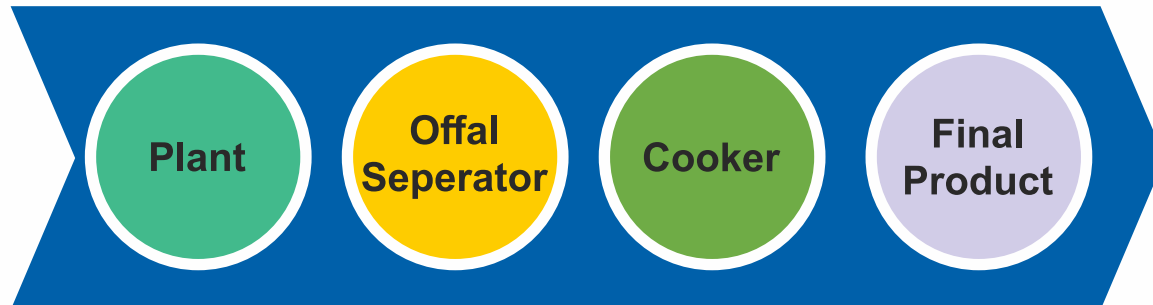 Plant
Offal
Seperator
Cooker
Final
Product